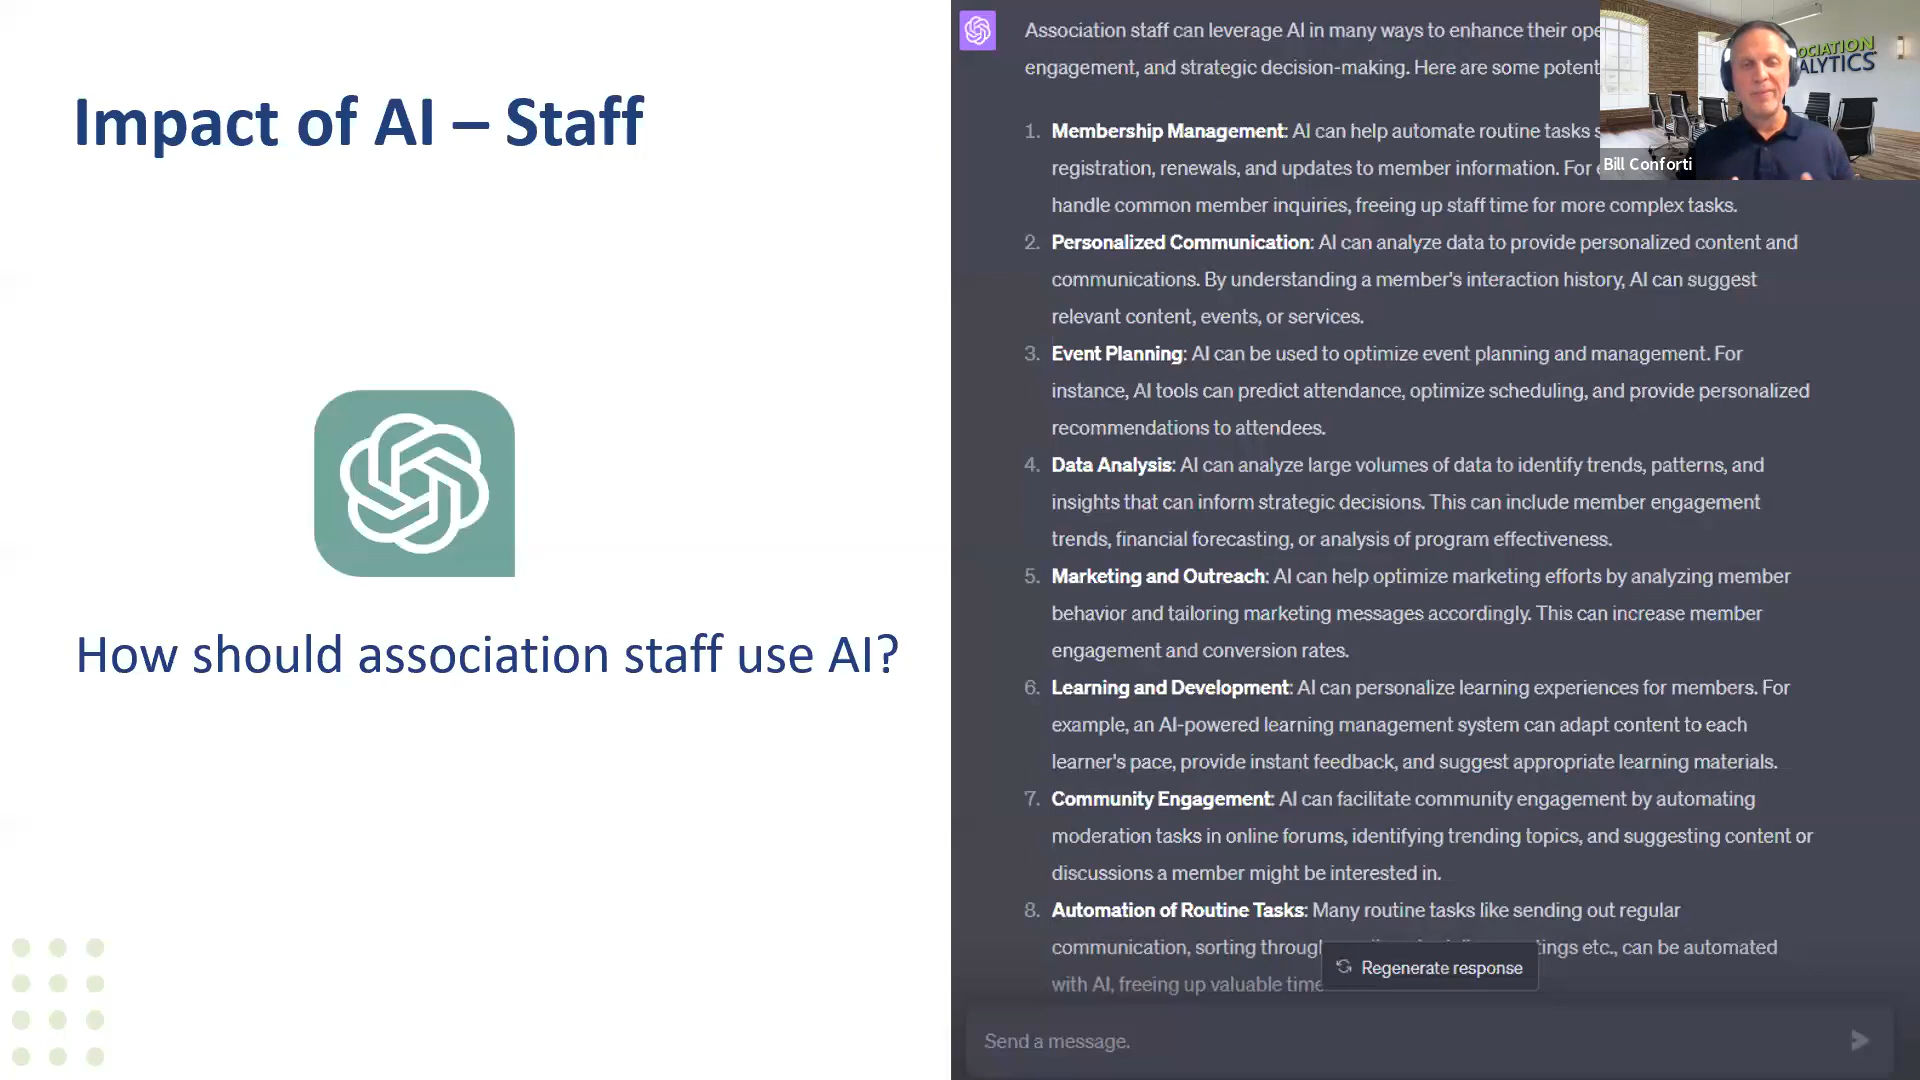 Impact of AI – Staff
How should association staff use AI?
Association staff can leverage AI in many ways to enhance their
engagement, and strategic decision-making. Here are some
1. Membership Management: AI can help automate routine tasks
registration, renewals, and updates to member information. For
handle common member inquiries, freeing up staff time for more complex tasks.
2. Personalized Communication: AI can analyze data to provide personalized content and
communications. By understanding a member's interaction history, AI can suggest
relevant content, events, or services.
3. Event Planning: AI can be used to optimize event planning and management. For
instance, AI tools can predict attendance, optimize scheduling, and provide personalized
recommendations to attendees.
4. Data Analysis: AI can analyze large volumes of data to identify trends, patterns, and
insights that can inform strategic decisions. This can include member engagement
trends, financial forecasting, or analysis of program effectiveness.
5. Marketing and Outreach: AI can help optimize marketing efforts by analyzing member
behavior and tailoring marketing messages accordingly. This can increase member
engagement and conversion rates.
6. Learning and Development: AI can personalize learning experiences for members. For
example, an AI-powered learning management system can adapt content to each
learner's pace, provide instant feedback, and suggest appropriate learning materials.
7. Community Engagement: AI can facilitate community engagement by automating
moderation tasks in online forums, identifying trending topics, and suggesting content or
discussions a member might be interested in.
8. Automation of Routine Tasks: Many routine tasks like sending out regular
communication, sorting etc., can be automated
with AI, freeing up valuable time
Regenerate response
Send a message.
Bill Conforti